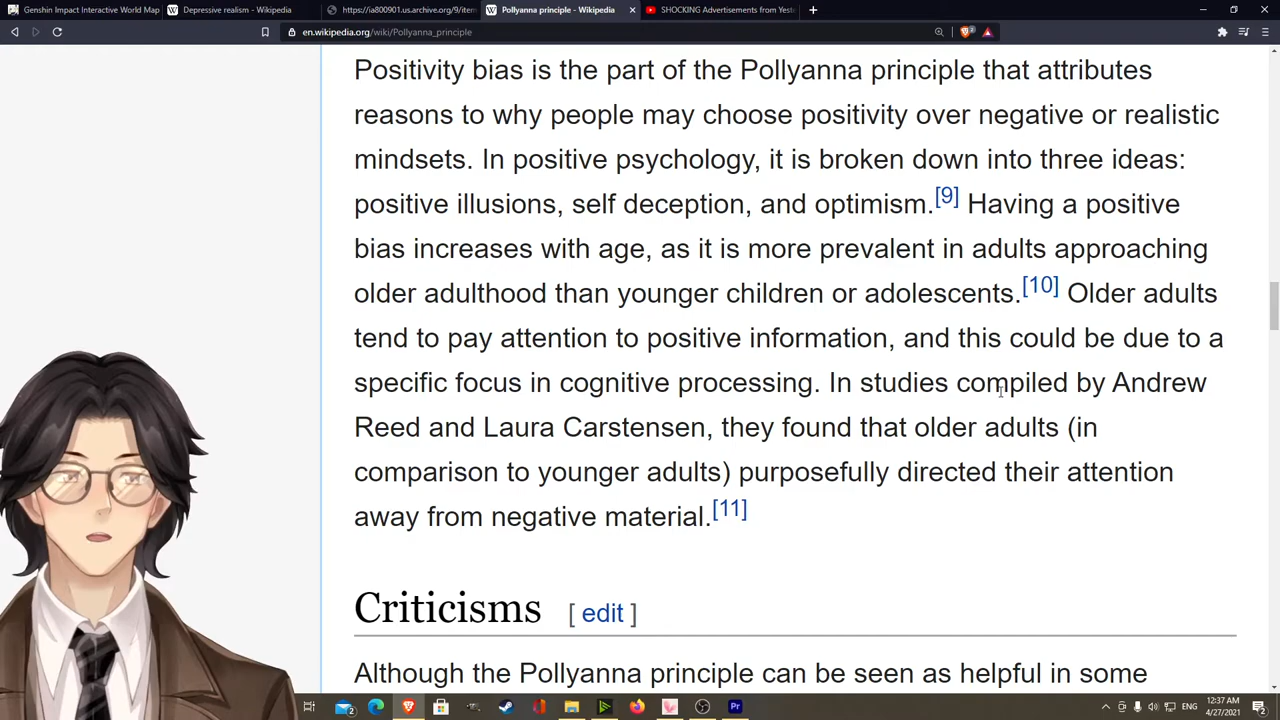 Genshin Impact Interactive World Map
Depressive realism - Wikipedia
https://ia800901.us.archive.org/9/item
Pollyanna principle - Wikipedia
SHOCKING Advertisements from Yeste
en.wikipedia.org/wiki/Pollyanna_principle
Positivity bias is the part of the Pollyanna principle that attributes
reasons to why people may choose positivity over negative or realistic
mindsets. In positive psychology, it is broken down into three ideas:
positive illusions, self deception, and optimism.[9] Having a positive
bias increases with age, as it is more prevalent in adults approaching
older adulthood than younger children or adolescents.[10] Older adults
tend to pay attention to positive information, and this could be due to a
specific focus in cognitive processing. In studies compiled by Andrew
Reed and Laura Carstensen, they found that older adults (in
comparison to younger adults) purposefully directed their attention
away from negative material.[11]
Criticisms [ edit ]
Although the Pollyanna principle can be seen as helpful in some
ENG
12:37 AM
4/27/2021